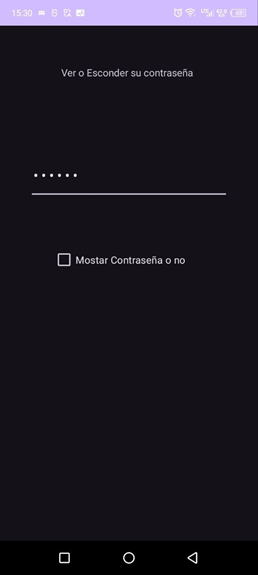 15:30
Ver o Esconder su contraseña
••••••
Mostar Contraseña o no